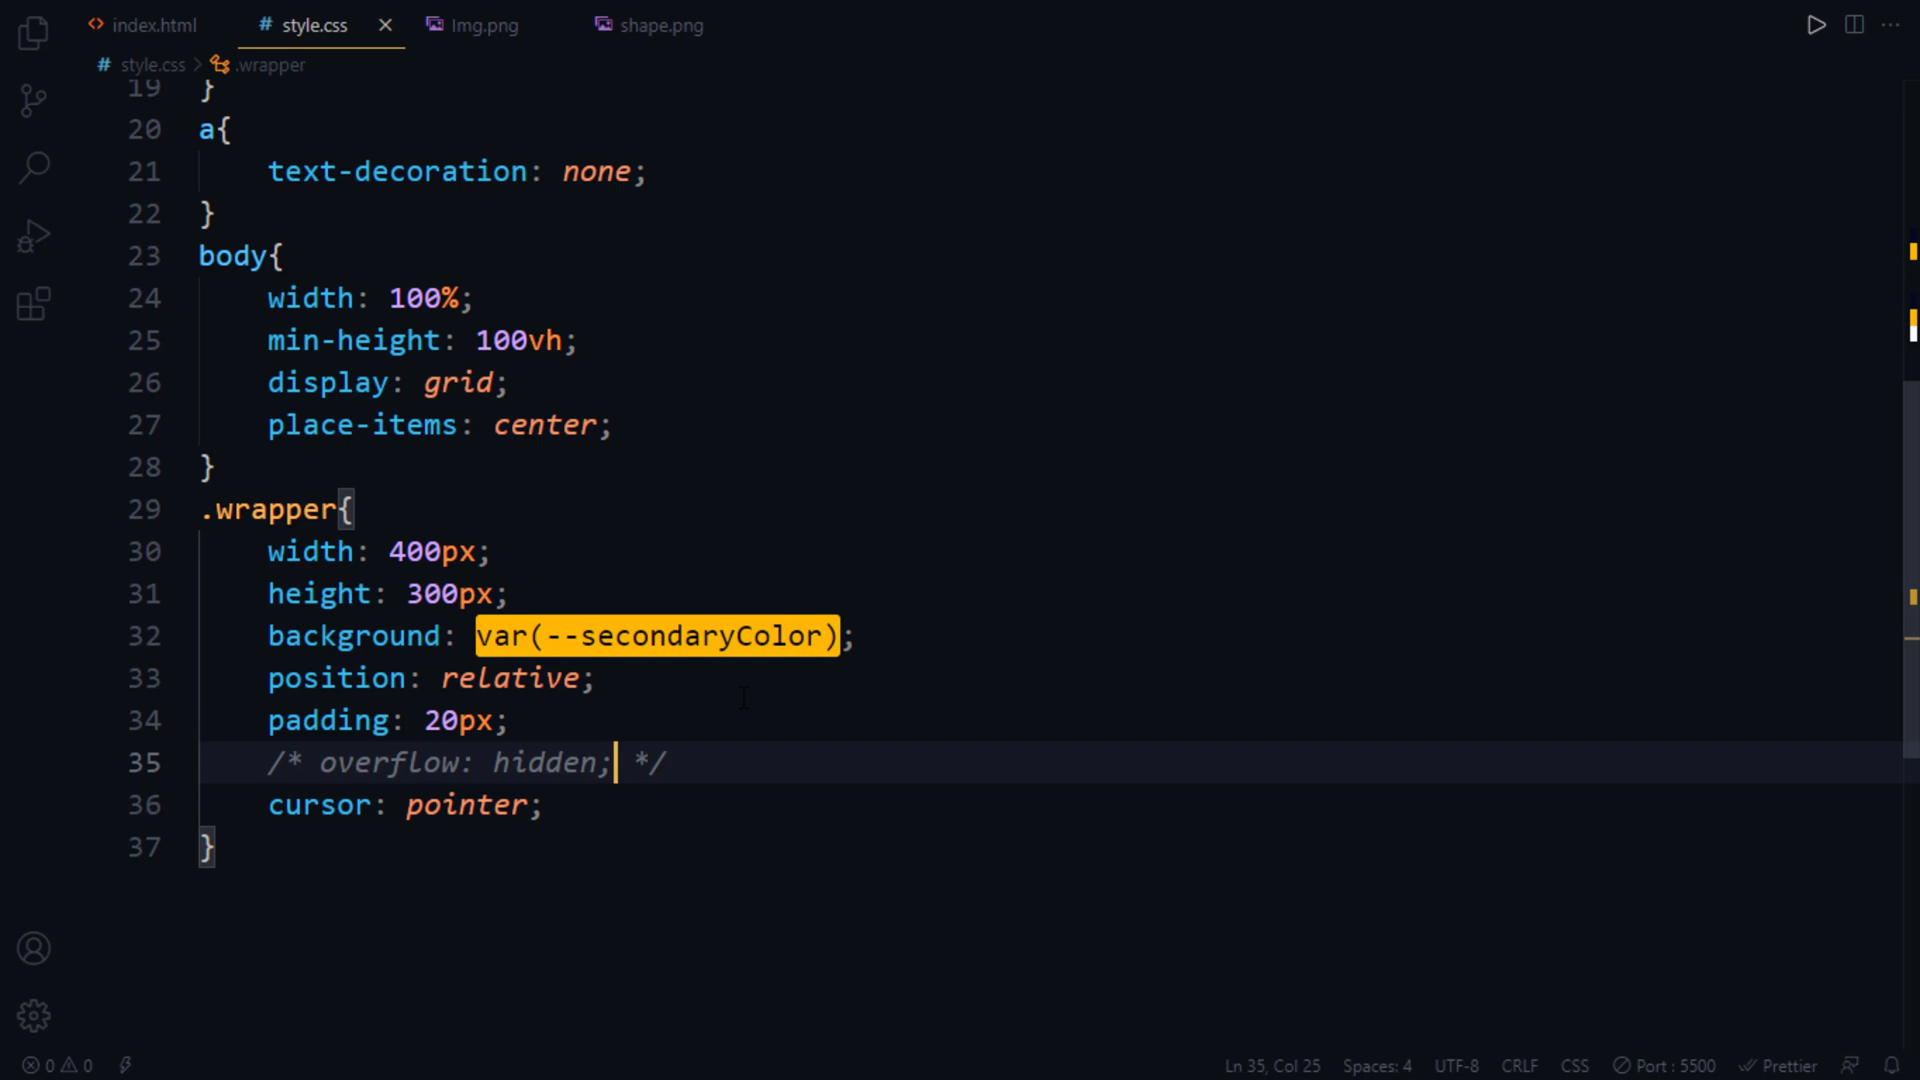 index.html style.css Img.png shape.png
# style.css > .wrapper
19 }
20 a{
21 text-decoration: none;
22 }
23 body{
24 width: 100%;
25 min-height: 100vh;
26 display: grid;
27 place-items: center;
28 }
29 .wrapper{
30 width: 400px;
31 height: 300px;
32 background: var(--secondaryColor);
33 position: relative;
34 padding: 20px;
35 /* overflow: hidden; */
36 cursor: pointer;
37 }
0 0 Ln 35, Col 25 Spaces: 4 UTF-8 CRLF CSS Port : 5500 Prettier